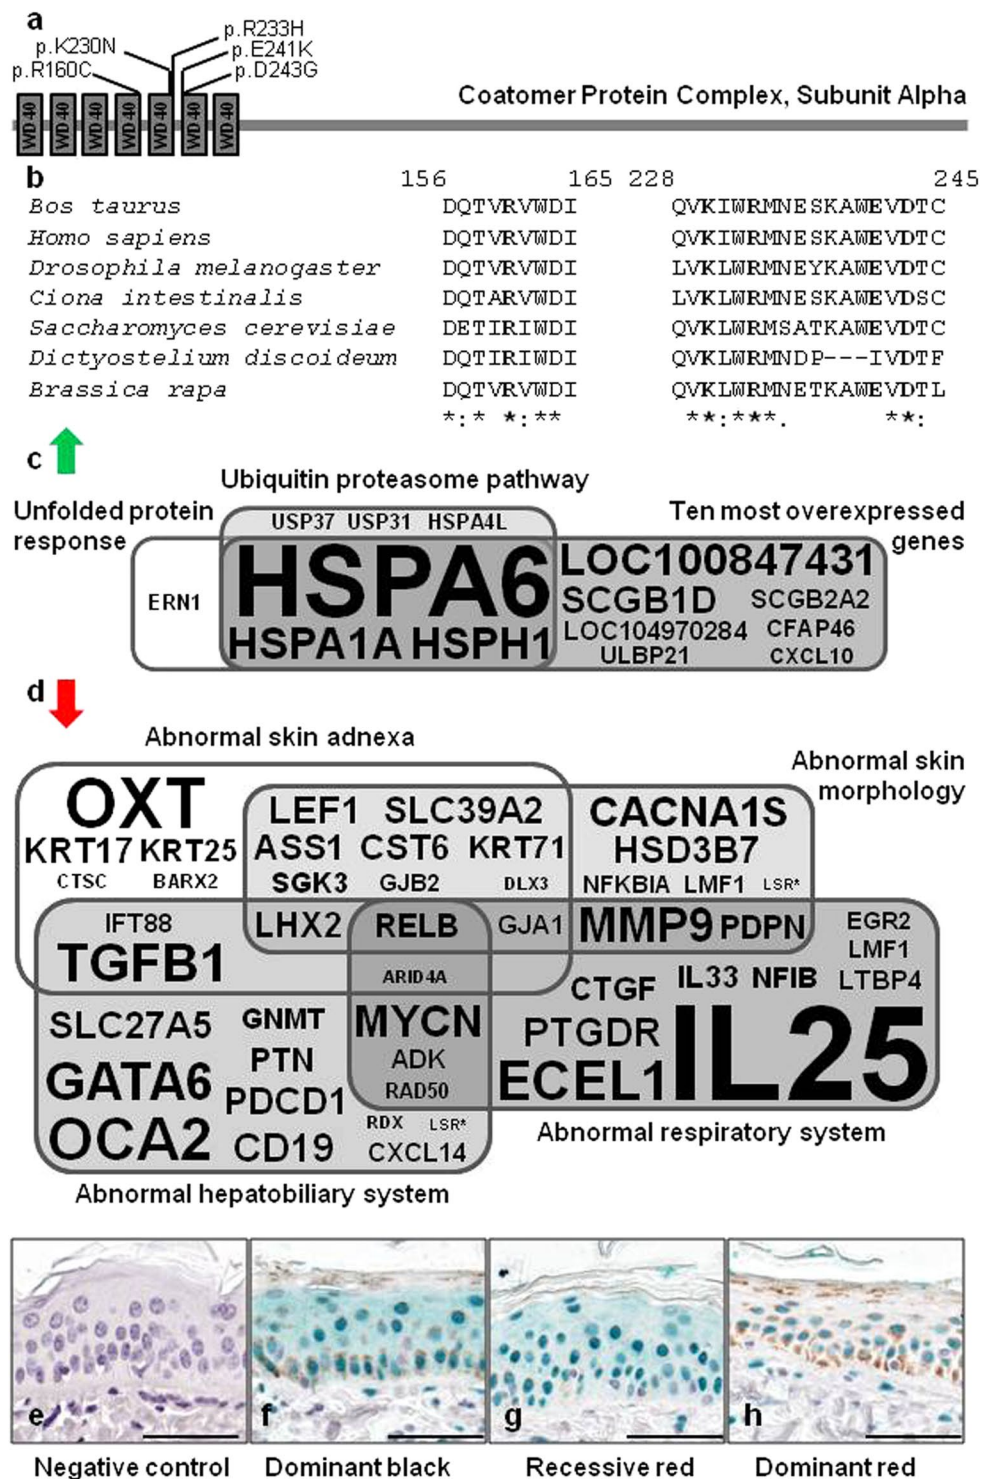 a
p.R233H
p.K230N
p.E241K
p.R160C
p.D243G
WD40 WD40 WD40 WD40 WD40 WD40 WD40
Coatomer Protein Complex, Subunit Alpha
b
156 165 228 245
Bos taurus DQTVRVWDI QVKIWRMNESKAWEVDTC
Homo sapiens DQTVRVWDI QVKIWRMNESKAWEVDTC
Drosophila melanogaster DQTVRVWDI LVKLWRMNEYKAWEVDTC
Ciona intestinalis DQTARVWDI LVKLWRMNESKAWEVDSC
Saccharomyces cerevisiae DETIRIWDI QVKLWRMSATKAWEVDTC
Dictyostelium discoideum DQTIRIWDI QVKLWRMNDP---IVDTF
Brassica rapa DQTVRVWDI QVKLWRMNETKAWEVDTL
*:* *:** **:***. **:
c
Ubiquitin proteasome pathway
Unfolded protein
response
Ten most overexpressed
genes
USP37 USP31 HSPA4L
ERN1
HSPA6
HSPA1A HSPH1
LOC100847431
SCGB1D SCGB2A2
LOC104970284 CFAP46
ULBP21 CXCL10
d
Abnormal skin adnexa
Abnormal skin
morphology
OXT
KRT17 KRT25
CTSC BARX2
LEF1 SLC39A2
ASS1 CST6 KRT71
SGK3 GJB2 DLX3
CACNA1S
HSD3B7
NFKBIA LMF1 LSR*
IFT88
TGFB1
LHX2 RELB GJA1
ARID4A
MMP9 PDPN
EGR2
LMF1
LTBP4
CTGF IL33 NFIB
PTGDR
ECEL1 IL25
SLC27A5 GNMT
GATA6 PTN
PDCD1
OCA2 CD19
MYCN
ADK
RAD50
RDX LSR*
CXCL14
Abnormal respiratory system
Abnormal hepatobiliary system
e f g h
Negative control Dominant black Recessive red Dominant red